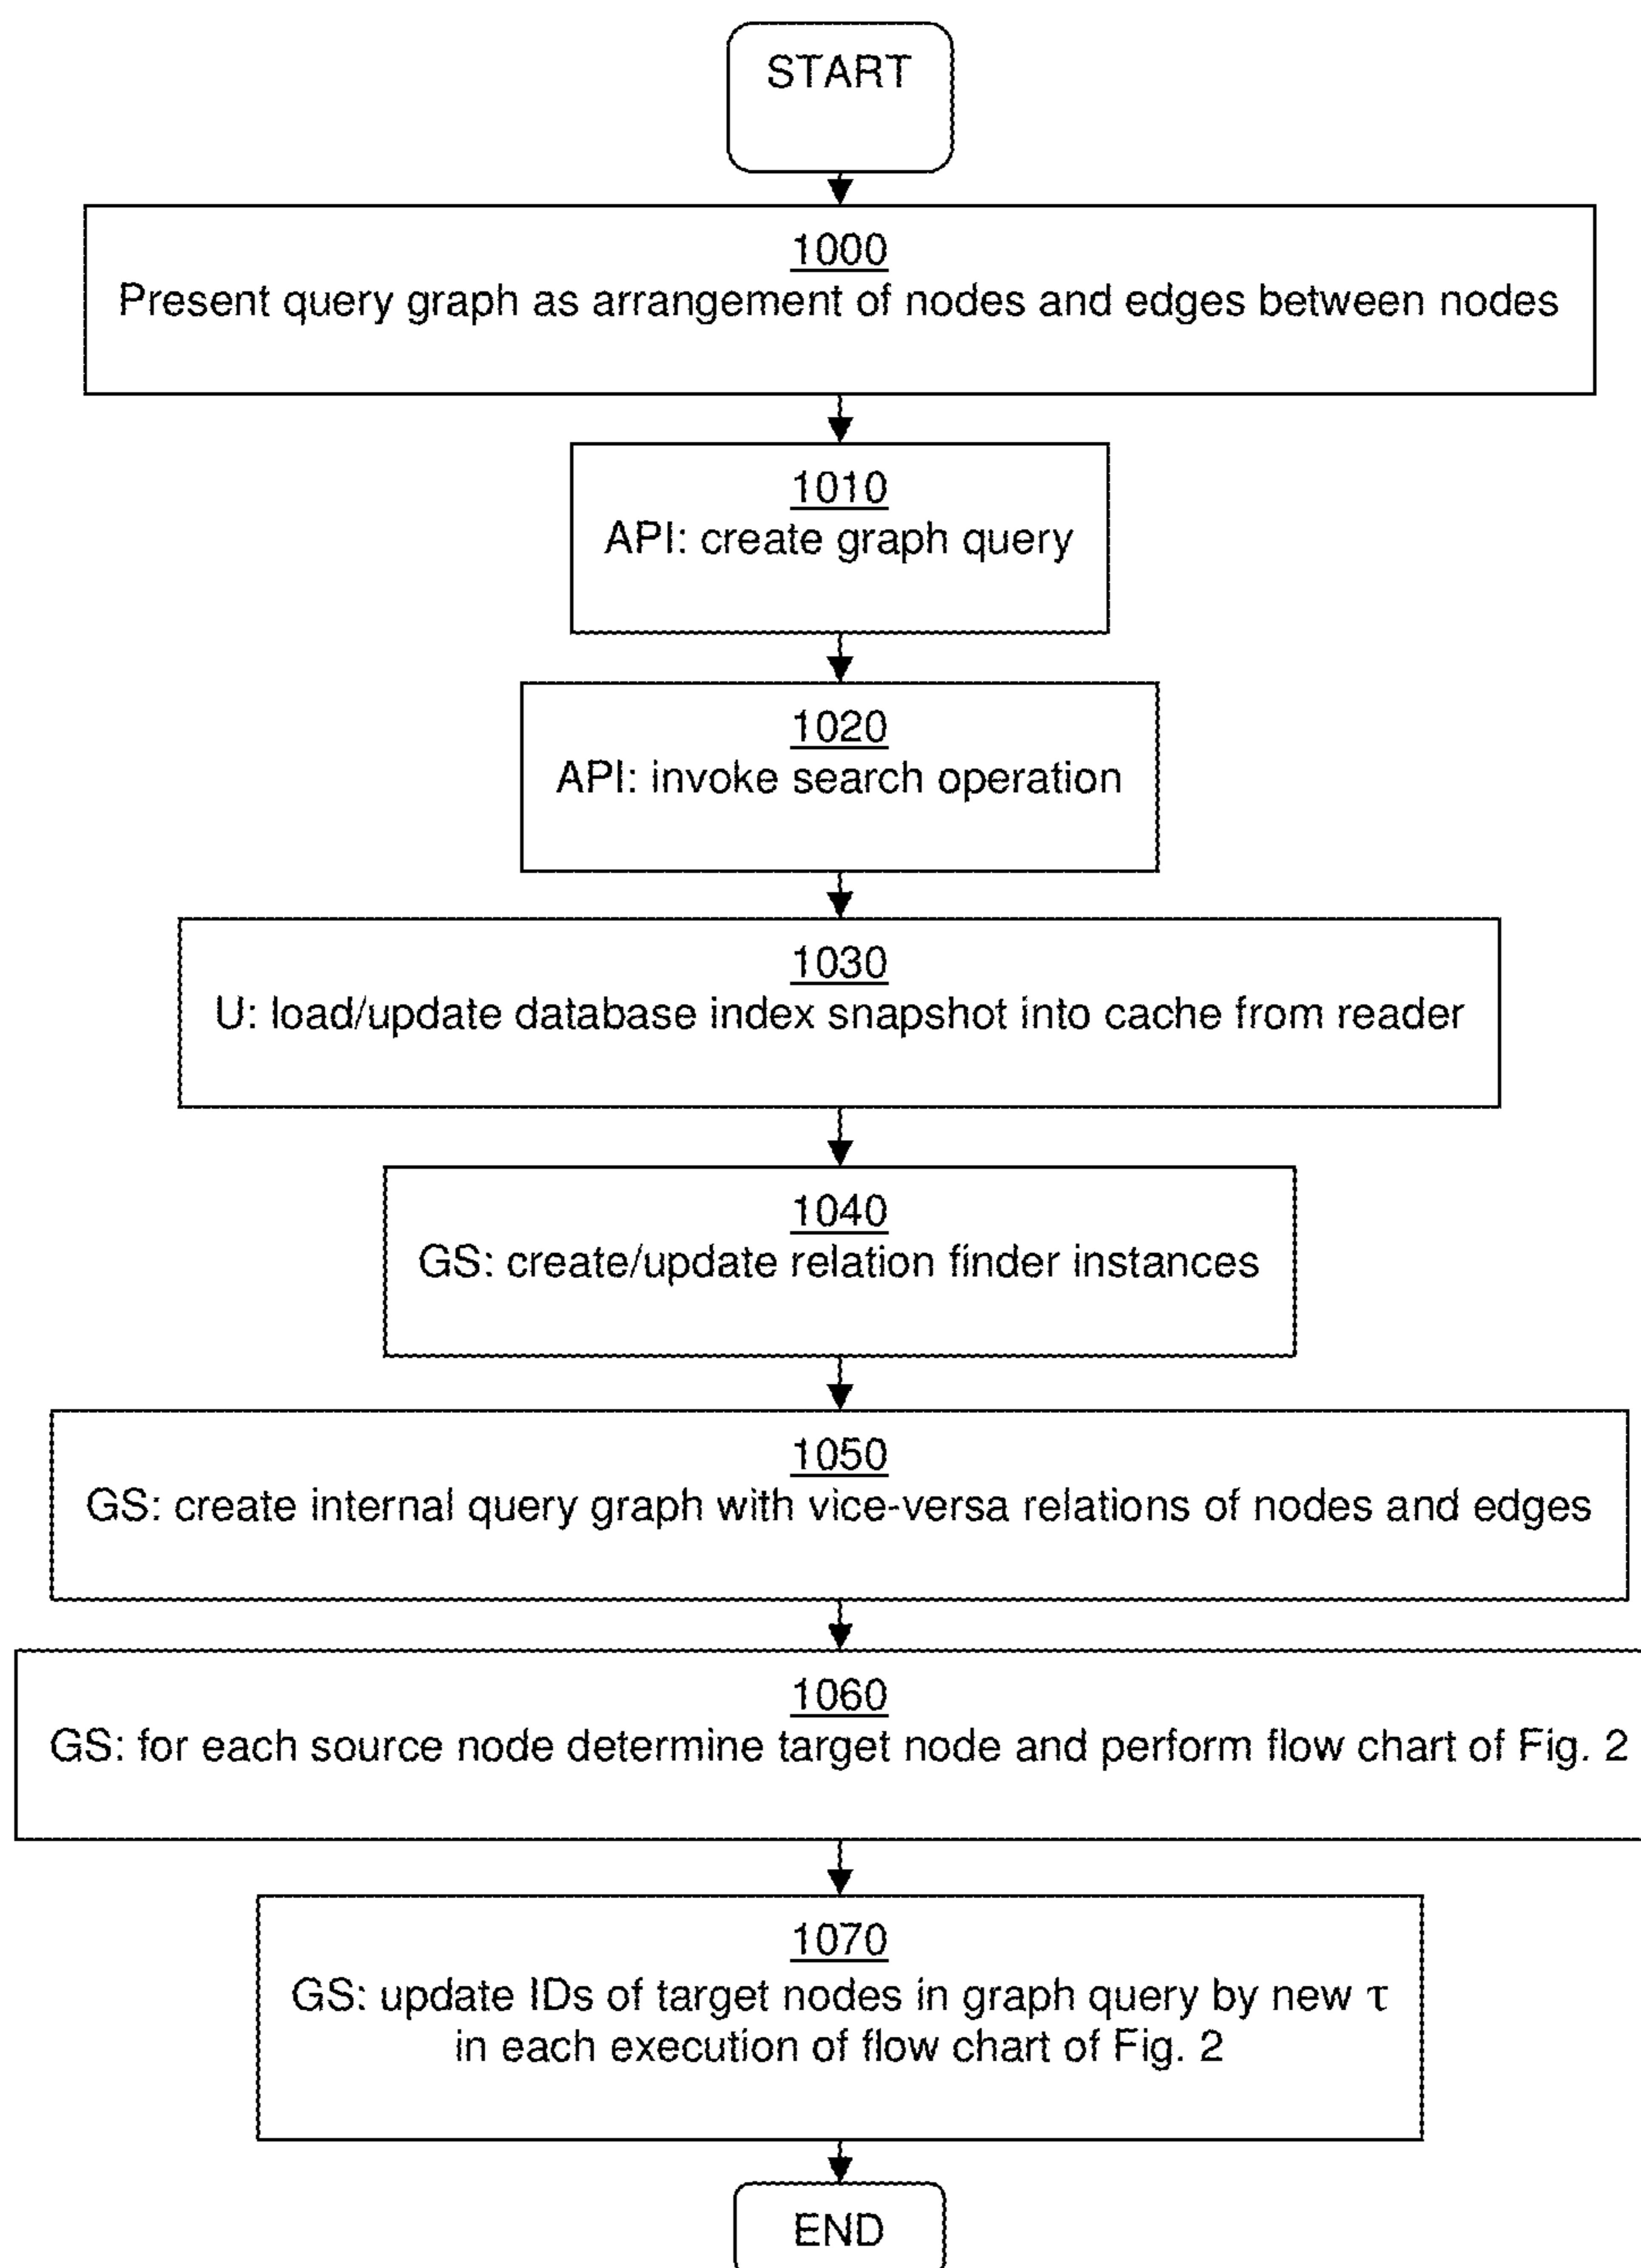 START
1000
Present query graph as arrangement of nodes and edges between nodes
1010
API: create graph query
1020
API: invoke search operation
1030
U: load/update database index snapshot into cache from reader
1040
GS: create/update relation finder instances
1050
GS: create internal query graph with vice-versa relations of nodes and edges
1060
GS: for each source node determine target node and perform flow chart of Fig. 2
1070
GS: update IDs of target nodes in graph query by new τ
in each execution of flow chart of Fig. 2
END